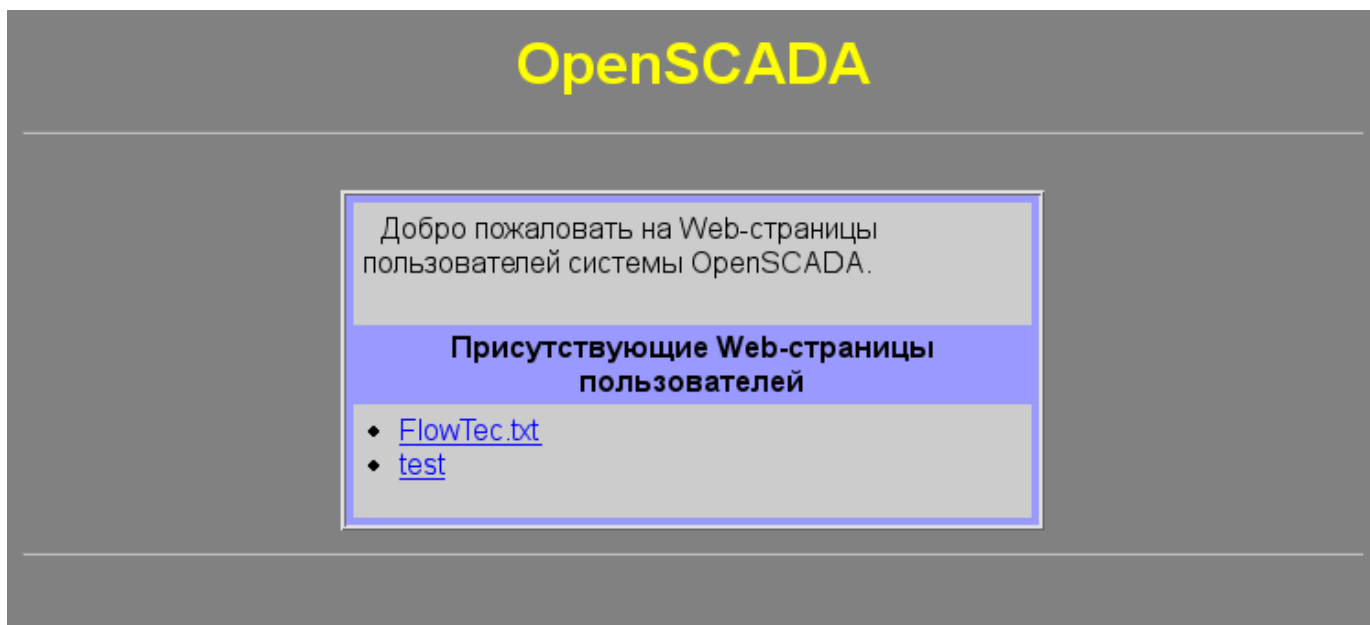 OpenSCADA
Добро пожаловать на Web-страницы
пользователей системы OpenSCADA.
Присутствующие Web-страницы
пользователей
FlowTec.txt
test